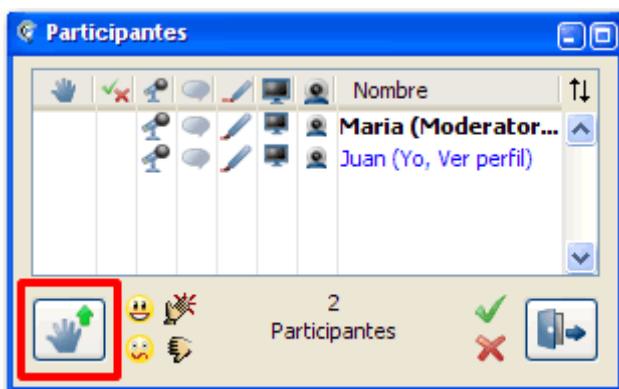 Participantes
Nombre
Maria (Moderator...
Juan (Yo, Ver perfil)
2
Participantes